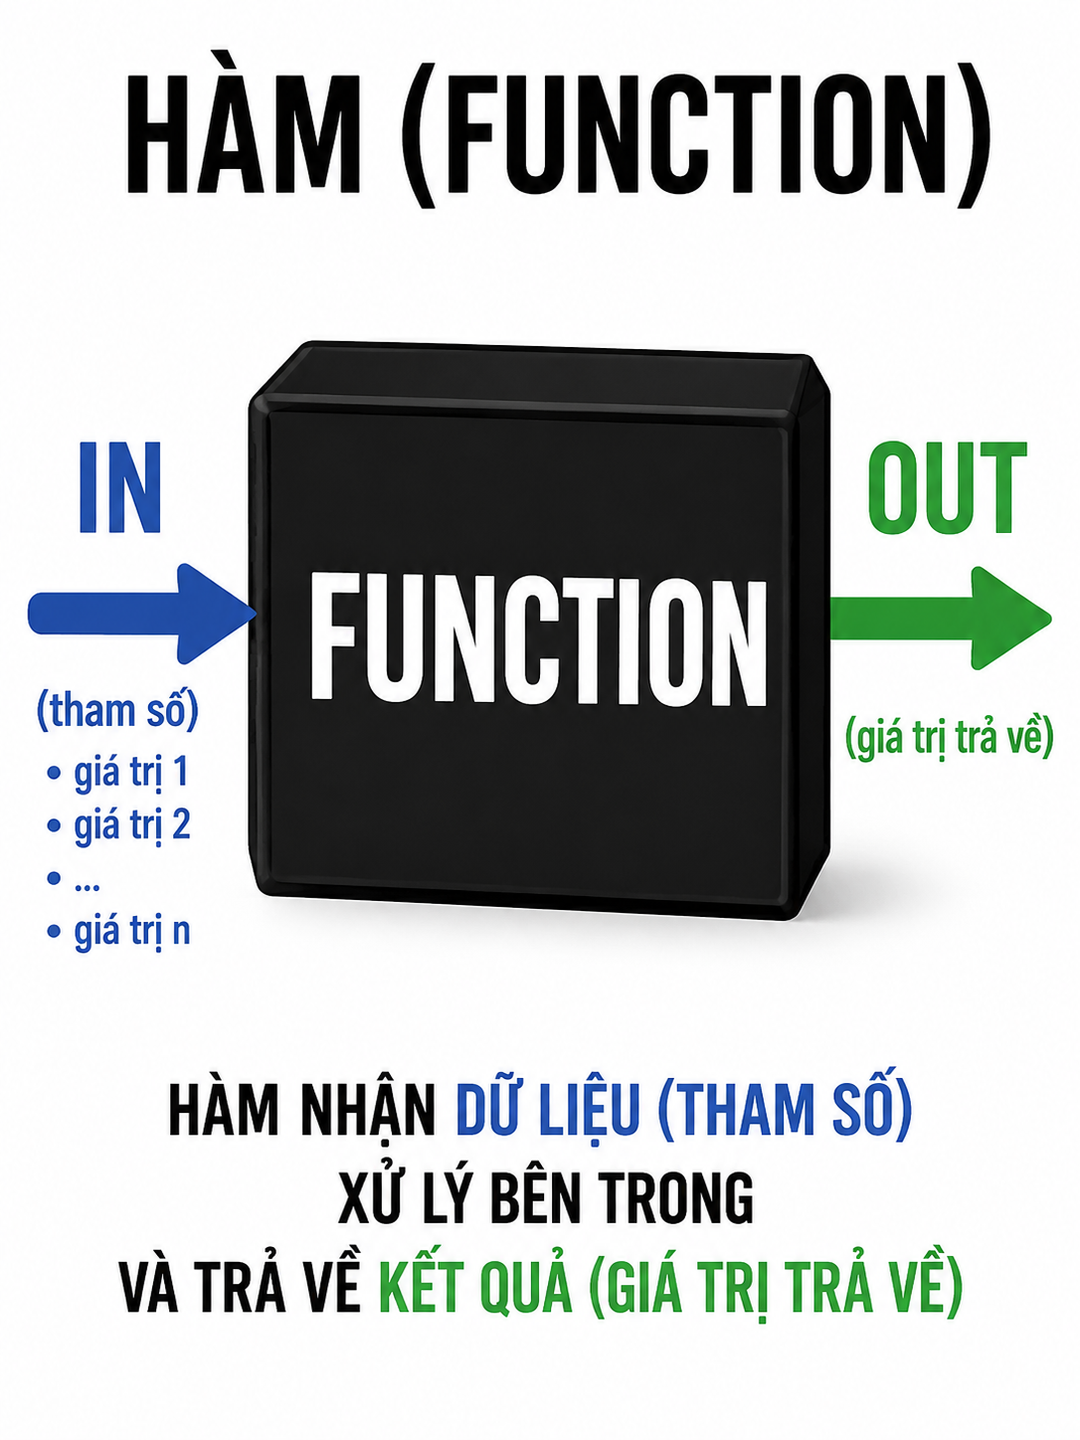 HÀM (FUNCTION)
IN
OUT
FUNCTION
(tham số)
• giá trị 1
• giá trị 2
• ...
• giá trị n
(giá trị trả về)
HÀM NHẬN DỮ LIỆU (THAM SỐ)
XỬ LÝ BÊN TRONG
VÀ TRẢ VỀ KẾT QUẢ (GIÁ TRỊ TRẢ VỀ)